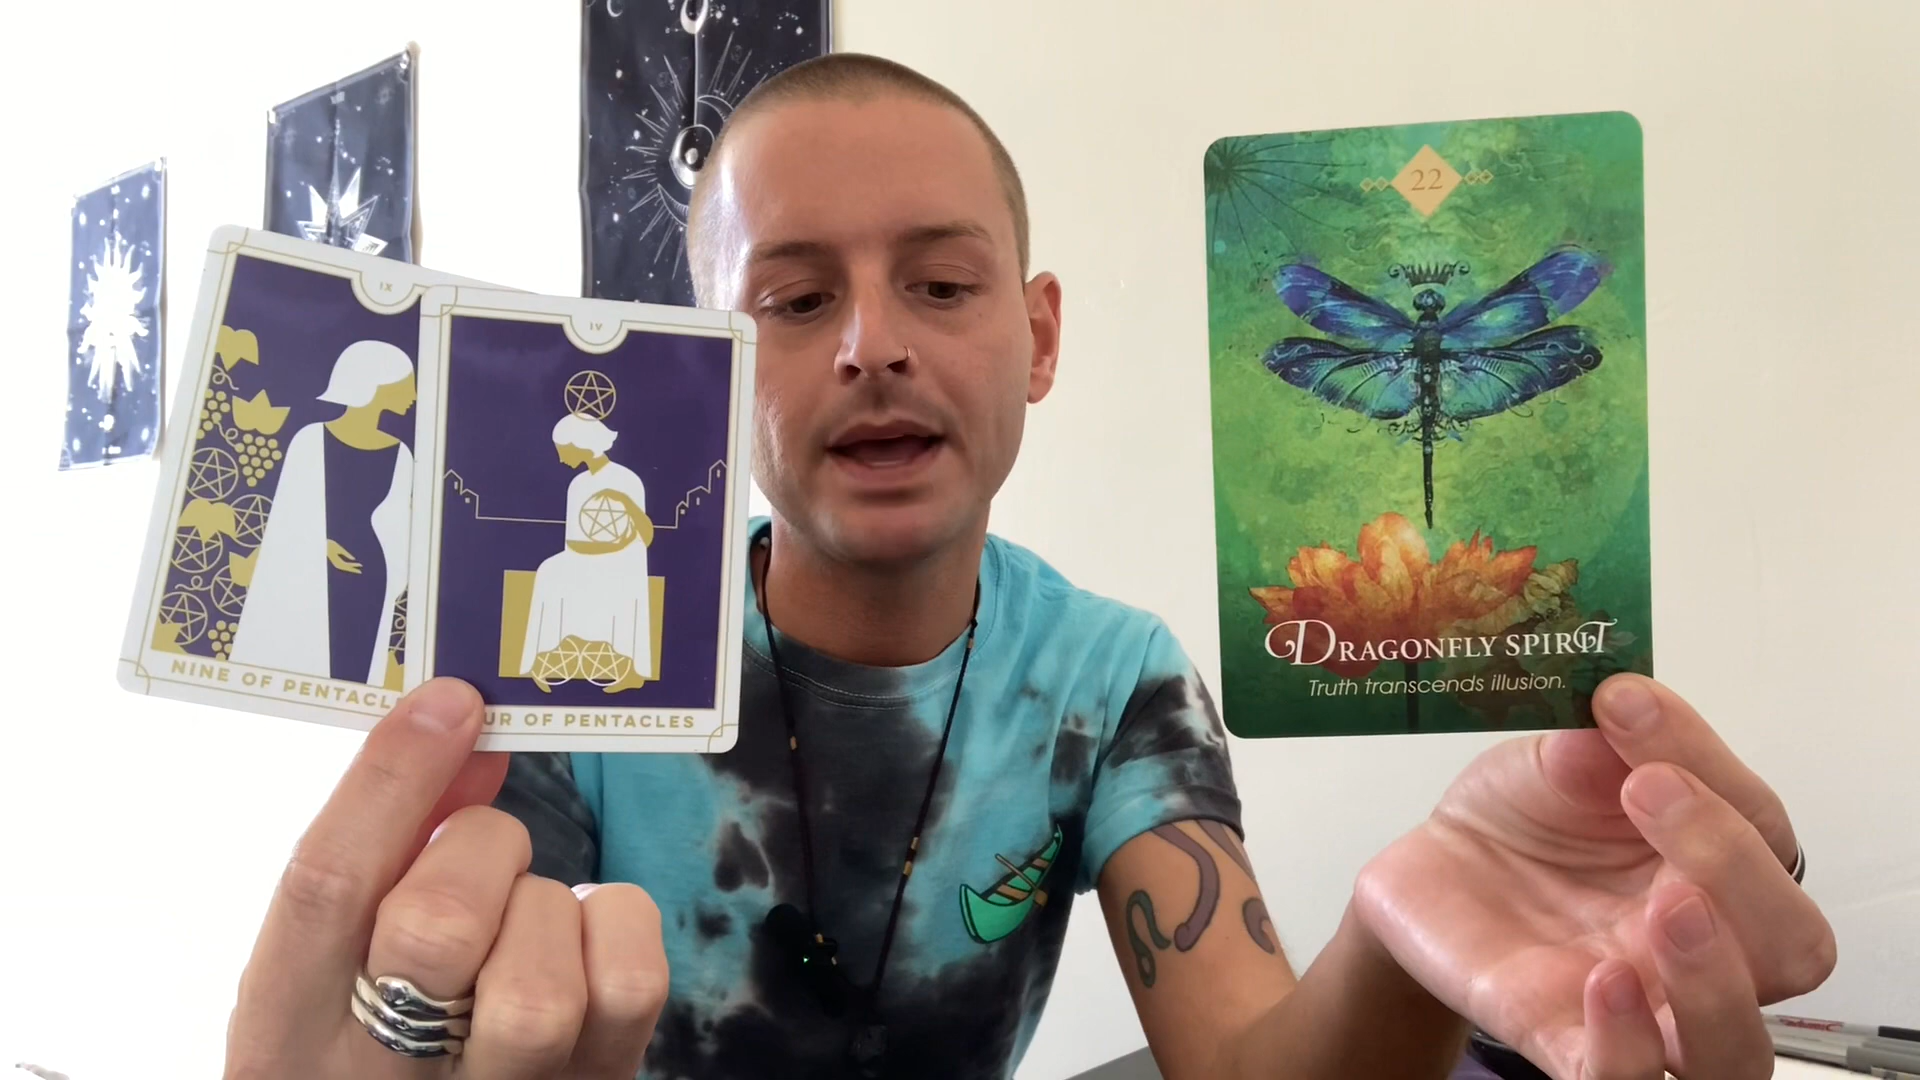 IX
NINE OF PENTACL
IV
UR OF PENTACLES
22
DRAGONFLY SPIRIT
Truth transcends illusion.